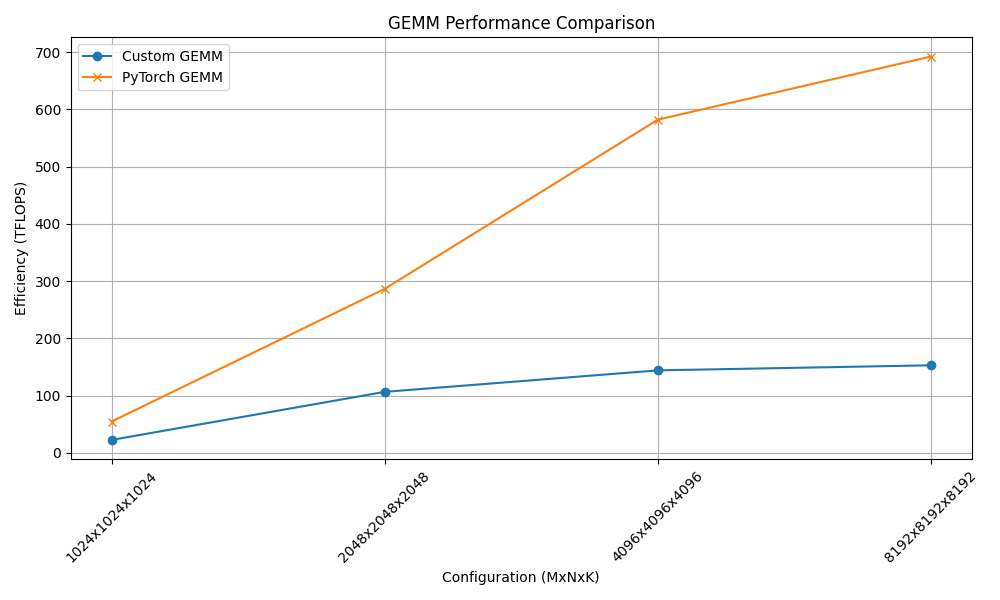 GEMM Performance Comparison
Custom GEMM
PyTorch GEMM
Efficiency (TFLOPS)
700
600
500
400
300
200
100
0
1024x1024x1024
2048x2048x2048
4096x4096x4096
8192x8192x8192
Configuration (MxNxK)